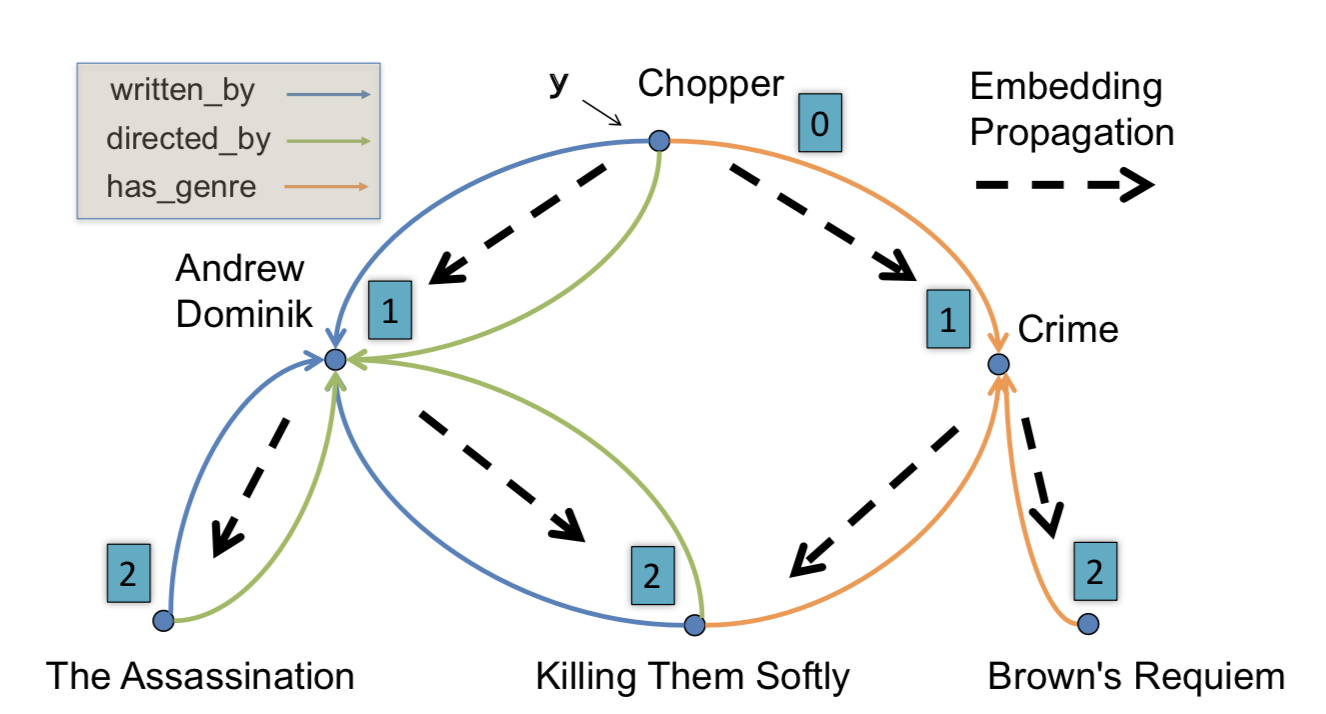 written_by
directed_by
has_genre
y
Chopper
0
Embedding
Propagation
Andrew
Dominik
1
1
Crime
2
2
2
The Assassination
Killing Them Softly
Brown's Requiem